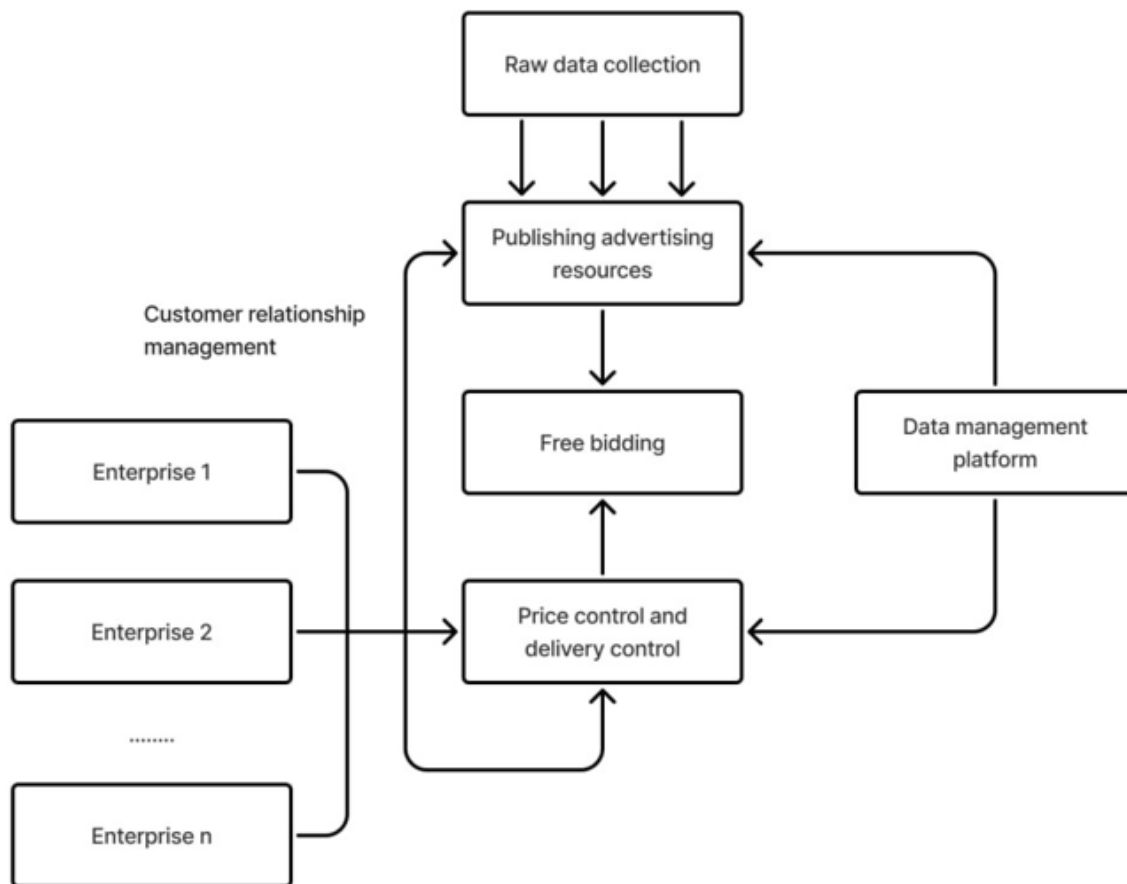 Raw data collection
Publishing advertising
resources
Customer relationship
management
Free bidding
Data management
platform
Enterprise 1
Enterprise 2
Price control and
delivery control
........
Enterprise n